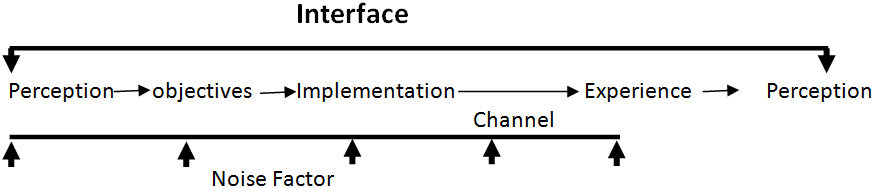 Interface
Perception objectives Implementation Experience Perception
Channel
Noise Factor